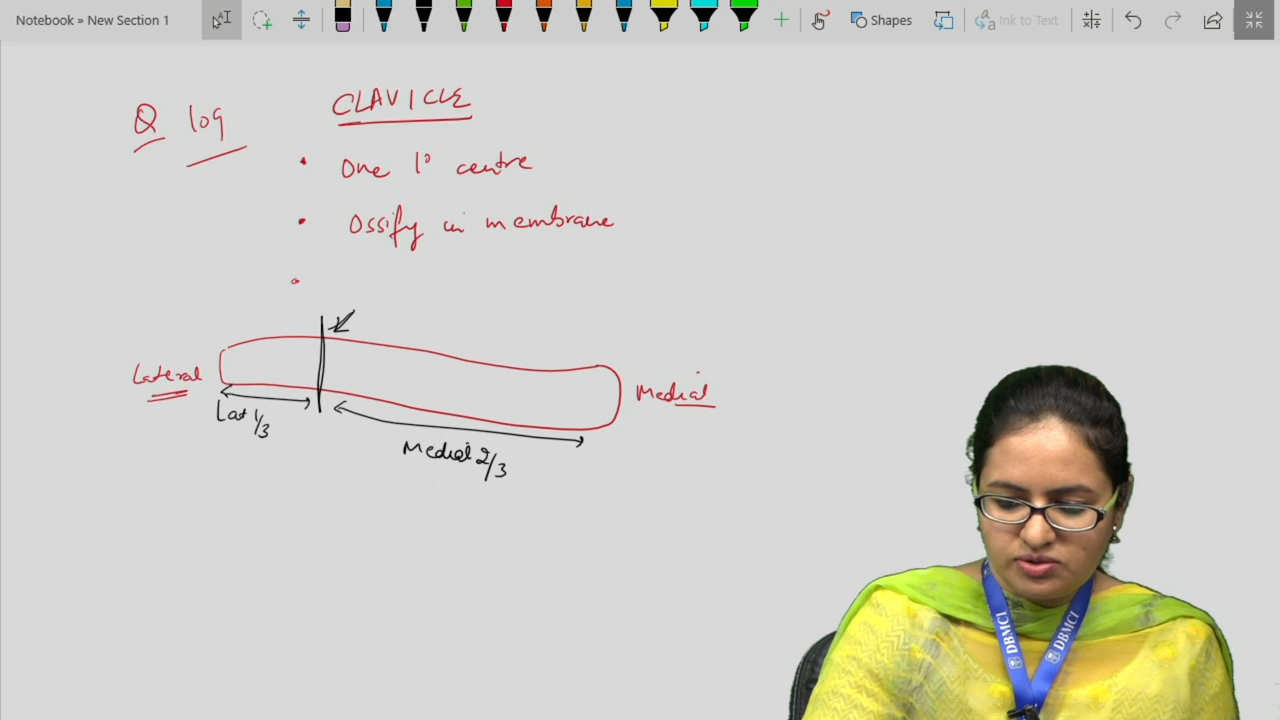 Notebook » New Section 1
Shapes
Ink to Text
Q 109
CLAVICLE
• One 1° centre
• Ossify in membrane
Lateral
Medial
Lat 1/3
Medial 2/3
DBMCI
DBMCI